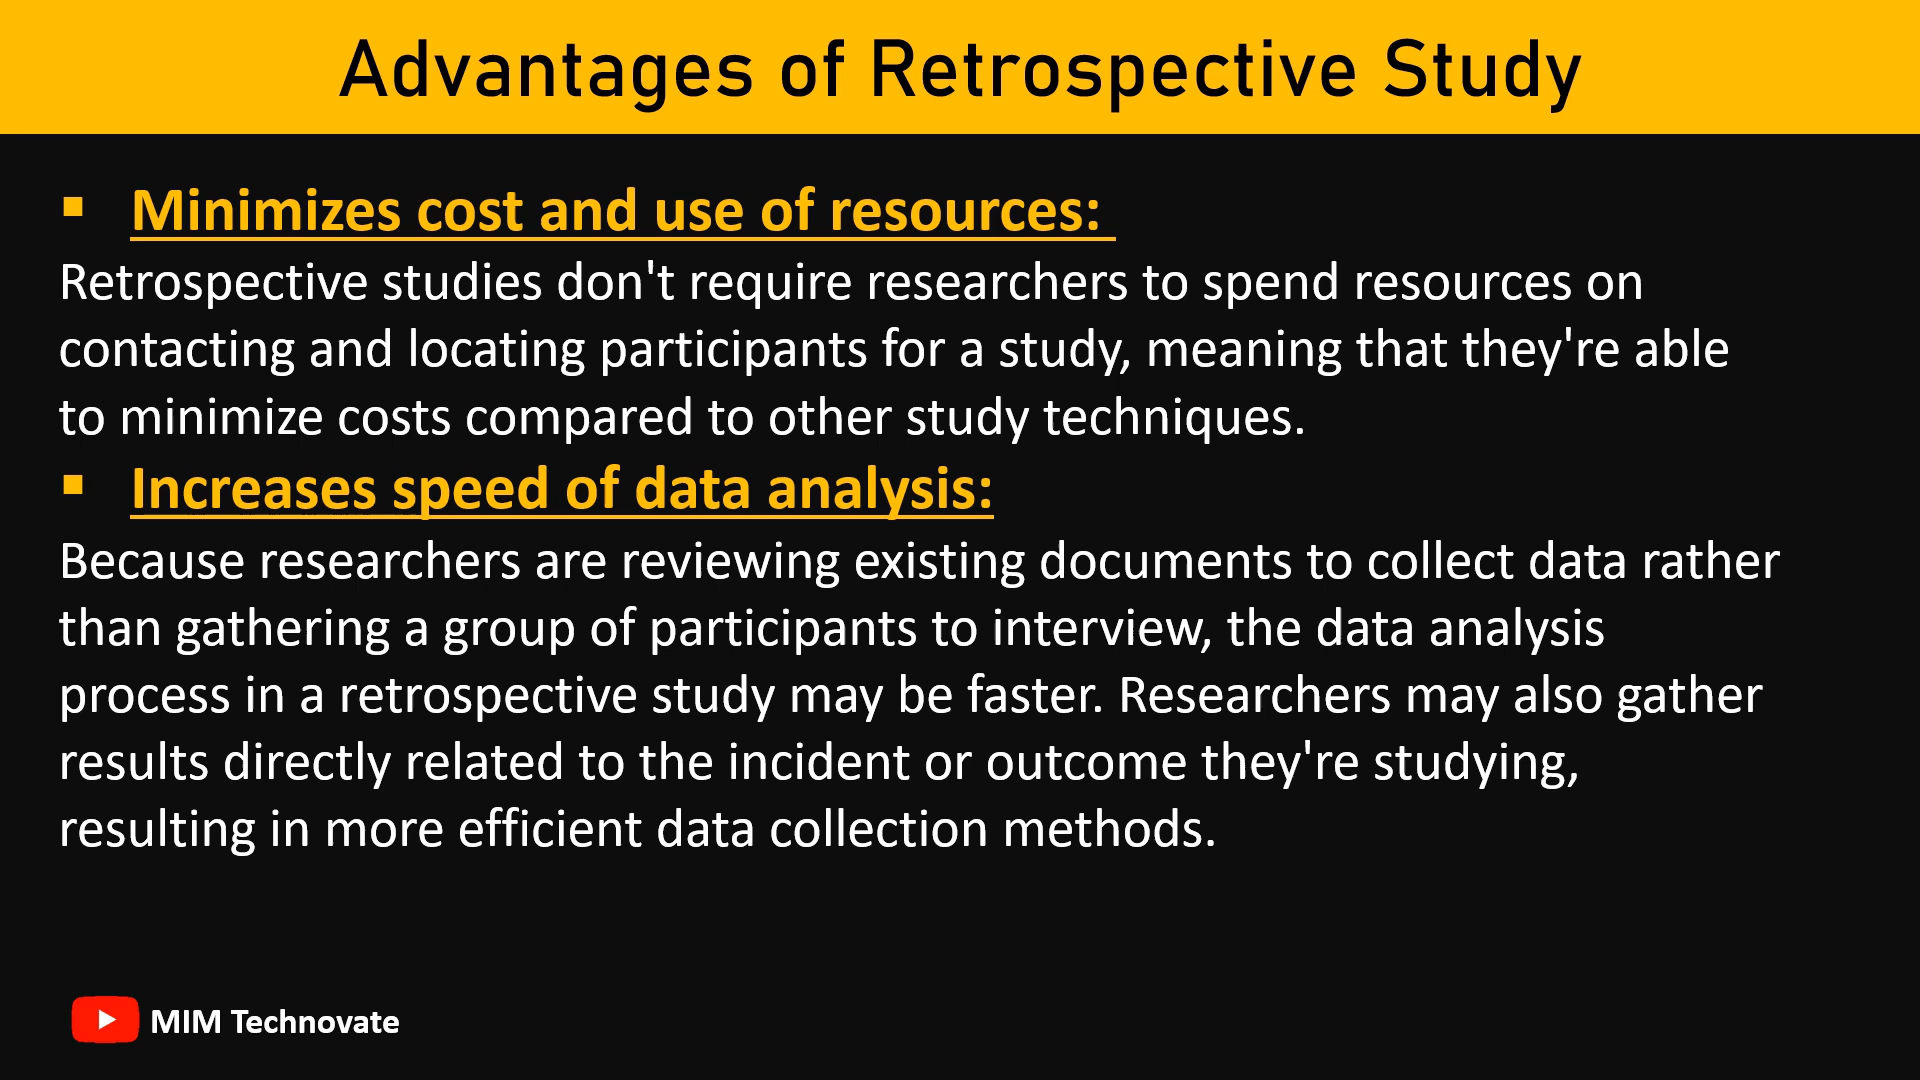 Advantages of Retrospective Study
▪ Minimizes cost and use of resources:
Retrospective studies don't require researchers to spend resources on
contacting and locating participants for a study, meaning that they're able
to minimize costs compared to other study techniques.
▪ Increases speed of data analysis:
Because researchers are reviewing existing documents to collect data rather
than gathering a group of participants to interview, the data analysis
process in a retrospective study may be faster. Researchers may also gather
results directly related to the incident or outcome they're studying,
resulting in more efficient data collection methods.
MIM Technovate